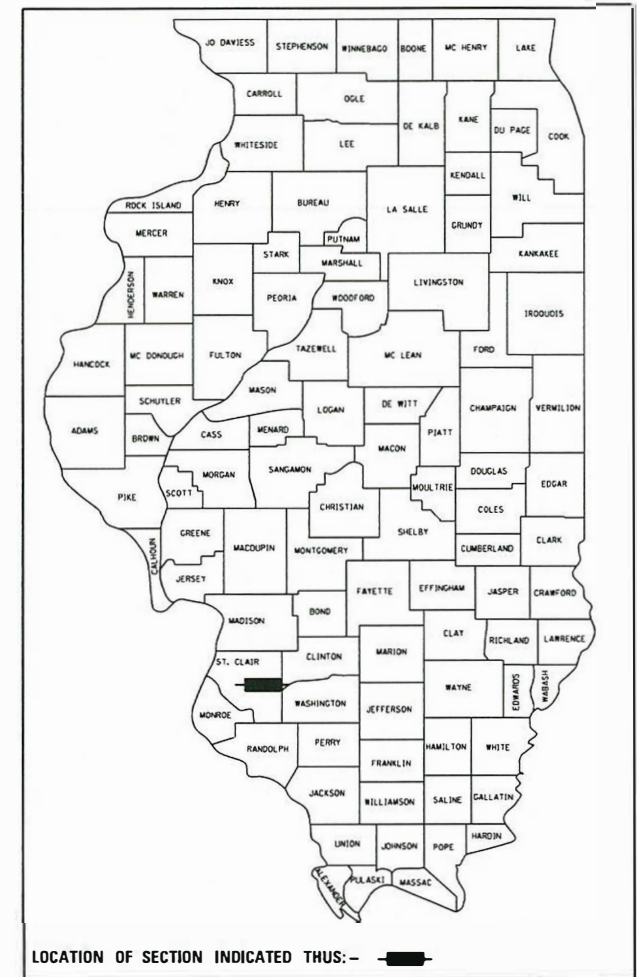 JO DAVIESS STEPHENSON WINNEBAGO BOONE MC HENRY LAKE
CARROLL OGLE DE KALB KANE DU PAGE COOK
WHITESIDE LEE KENDALL WILL
ROCK ISLAND HENRY BUREAU LA SALLE GRUNDY
MERCER PUTNAM KANKAKEE
STARK MARSHALL
HENDERSON WARREN KNOX PEORIA WOODFORD LIVINGSTON IROQUOIS
HANCOCK MC DONOUGH FULTON TAZEWELL MC LEAN FORD
SCHUYLER MASON LOGAN DE WITT CHAMPAIGN VERMILION
ADAMS BROWN CASS MENARD MACON PIATT
PIKE SCOTT MORGAN SANGAMON MOULTRIE DOUGLAS EDGAR
CHRISTIAN COLES
CALHOUN GREENE MACOUPIN MONTGOMERY SHELBY CUMBERLAND CLARK
JERSEY FAYETTE EFFINGHAM JASPER CRAWFORD
MADISON BOND CLAY RICHLAND LAWRENCE
ST. CLAIR CLINTON MARION WAYNE EDWARDS WABASH
MONROE WASHINGTON JEFFERSON
RANDOLPH PERRY FRANKLIN HAMILTON WHITE
JACKSON WILLIAMSON SALINE GALLATIN
UNION JOHNSON POPE HARDIN
ALEXANDER PULASKI MASSAC
LOCATION OF SECTION INDICATED THUS:-